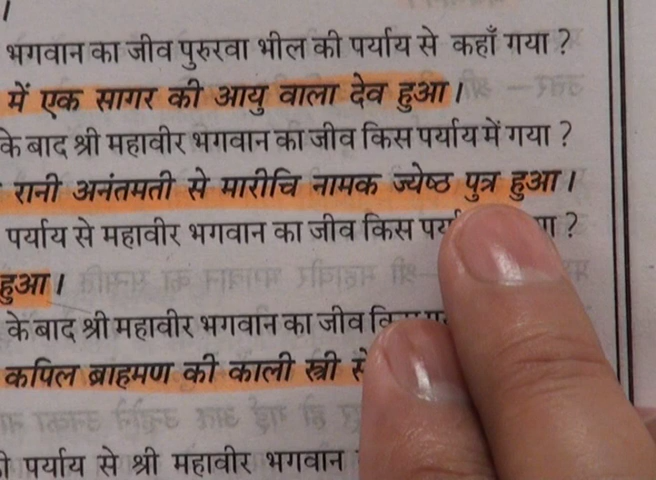 भगवान का जीव पुरुरवा भील की पर्याय से कहाँ गया ?
में एक सागर की आयु वाला देव हुआ।
के बाद श्री महावीर भगवान का जीव किस पर्याय में गया ?
रानी अनंतमती से मारीचि नामक ज्येष्ठ पुत्र हुआ।
पर्याय से महावीर भगवान का जीव किस ?
हुआ।
के बाद श्री महावीर भगवान का जीव
कपिल ब्राहमण की काली स्त्री
पर्याय से श्री महावीर भगवान